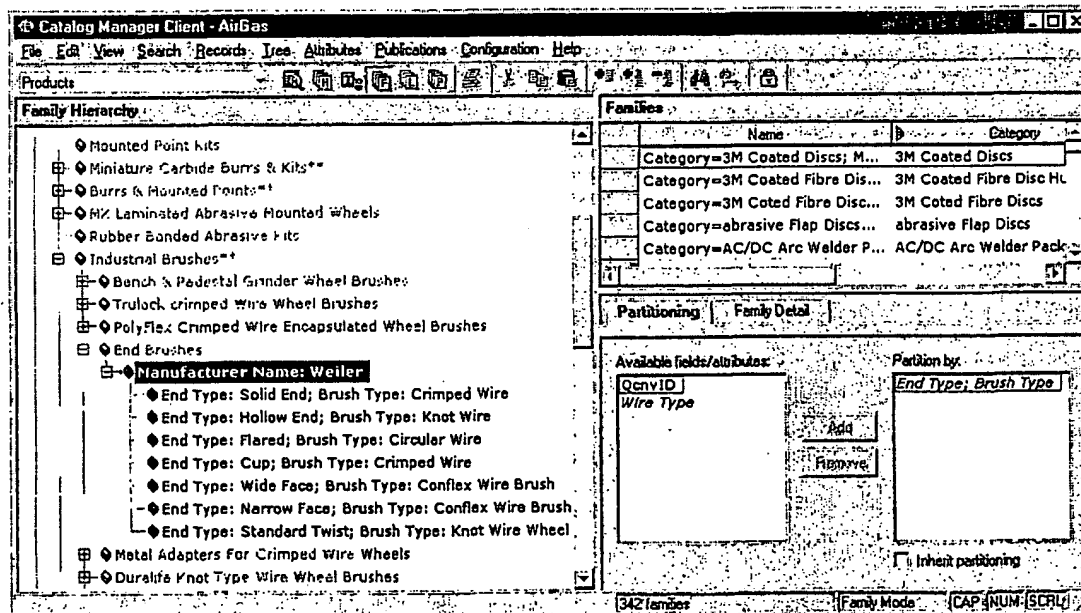 Catalog Manager Client - AirGas
File Edit View Search Records Tree Attributes Publications Configuration Help
Products
Family Hierarchy
Mounted Point Kits
Miniature Carbide Burrs & Kits**
Burrs & Mounted Points**
MX Laminated Abrasive Mounted Wheels
Rubber Bonded Abrasive Kits
Industrial Brushes**
Bench & Pedestal Grinder Wheel Brushes
Trulock crimped Wire Wheel Brushes
PolyFlex Crimped Wire Encapsulated Wheel Brushes
End Brushes
Manufacturer Name: Weiler
End Type: Solid End; Brush Type: Crimped Wire
End Type: Hollow End; Brush Type: Knot Wire
End Type: Flared; Brush Type: Circular Wire
End Type: Cup; Brush Type: Crimped Wire
End Type: Wide Face; Brush Type: Conflex Wire Brush
End Type: Narrow Face; Brush Type: Conflex Wire Brush
End Type: Standard Twist; Brush Type: Knot Wire Wheel
Metal Adapters For Crimped Wire Wheels
Duralife Knot Type Wire Wheel Brushes
Families
Name Category
Category=3M Coated Discs; M... 3M Coated Discs
Category=3M Coated Fibre Dis... 3M Coated Fibre Disc Hu
Category=3M Coted Fibre Disc... 3M Coted Fibre Discs
Category=abrasive Flap Discs... abrasive Flap Discs
Category=AC/DC Arc Welder P... AC/DC Arc Welder Pack
Partitioning Family Detail
Available fields/attributes: Partition by:
QcnvID End Type; Brush Type
Wire Type
Add
Remove
Inherit partitioning
342 families Family Mode CAP NUM SCRL